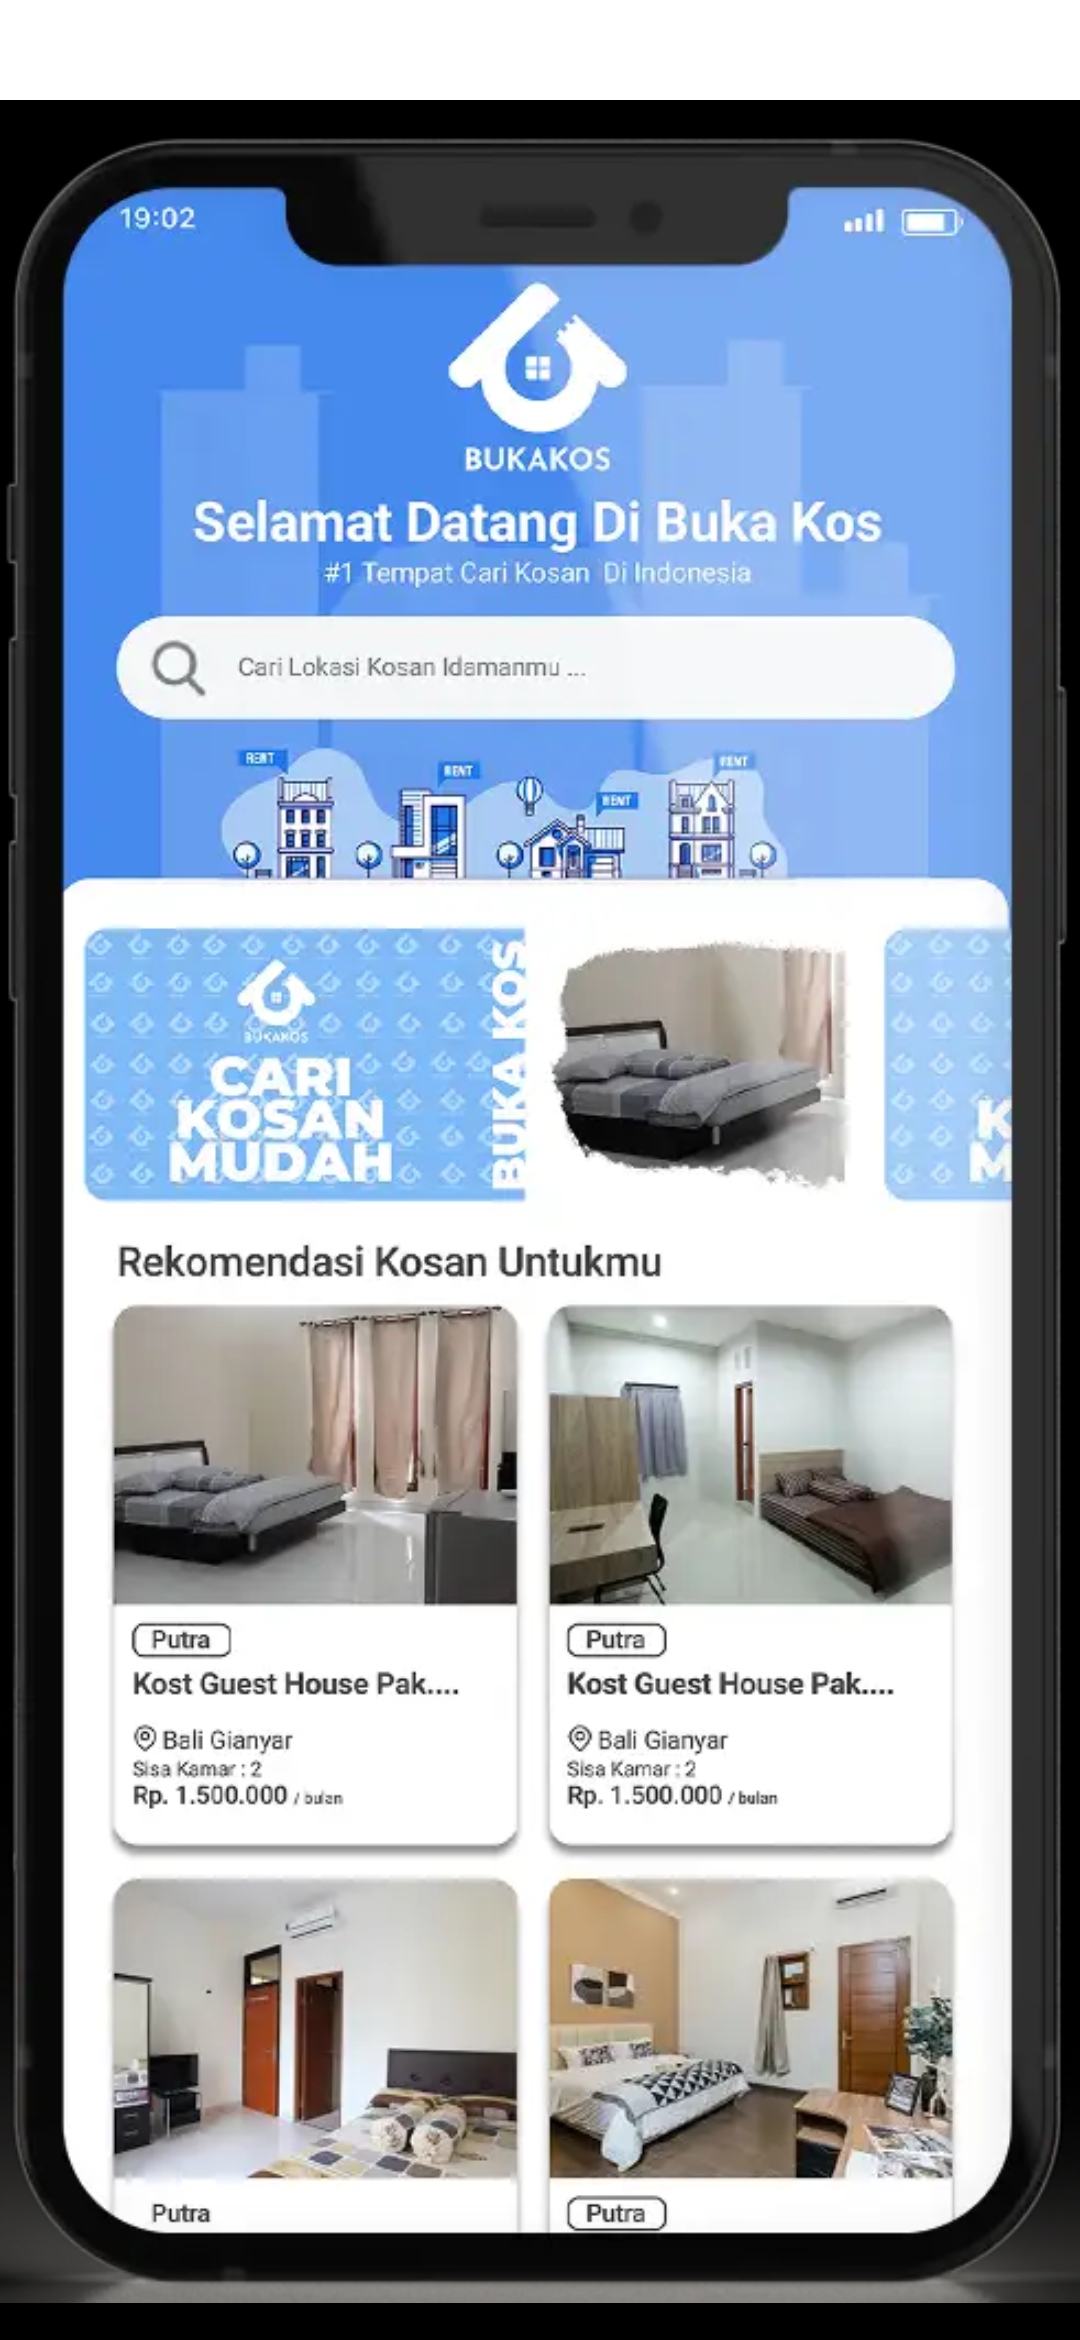 19:02
BUKAKOS
Selamat Datang Di Buka Kos
#1 Tempat Cari Kosan Di Indonesia
Cari Lokasi Kosan Idamanmu ...
RENT
RENT
RENT
RENT
BUKAKOS
CARI
KOSAN
MUDAH
BUKA KOS
K
M
Rekomendasi Kosan Untukmu
Putra
Kost Guest House Pak....
Bali Gianyar
Sisa Kamar : 2
Rp. 1.500.000 / bulan
Putra
Kost Guest House Pak....
Bali Gianyar
Sisa Kamar : 2
Rp. 1.500.000 / bulan
Putra
Putra